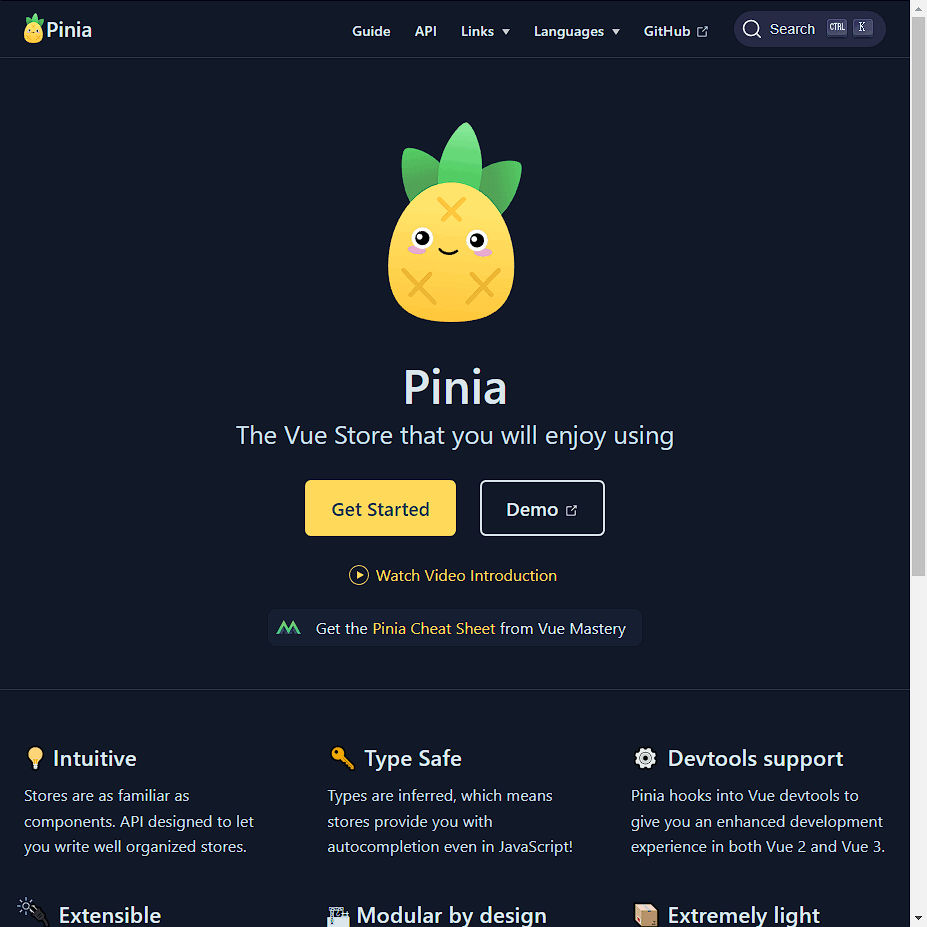 Pinia
Guide
API
Links
Languages
GitHub
Search
CTRL
K
Pinia
The Vue Store that you will enjoy using
Get Started
Demo
Watch Video Introduction
Get the Pinia Cheat Sheet from Vue Mastery
Intuitive
Stores are as familiar as
components. API designed to let
you write well organized stores.
Type Safe
Types are inferred, which means
stores provide you with
autocompletion even in JavaScript!
Devtools support
Pinia hooks into Vue devtools to
give you an enhanced development
experience in both Vue 2 and Vue 3.
Extensible
Modular by design
Extremely light